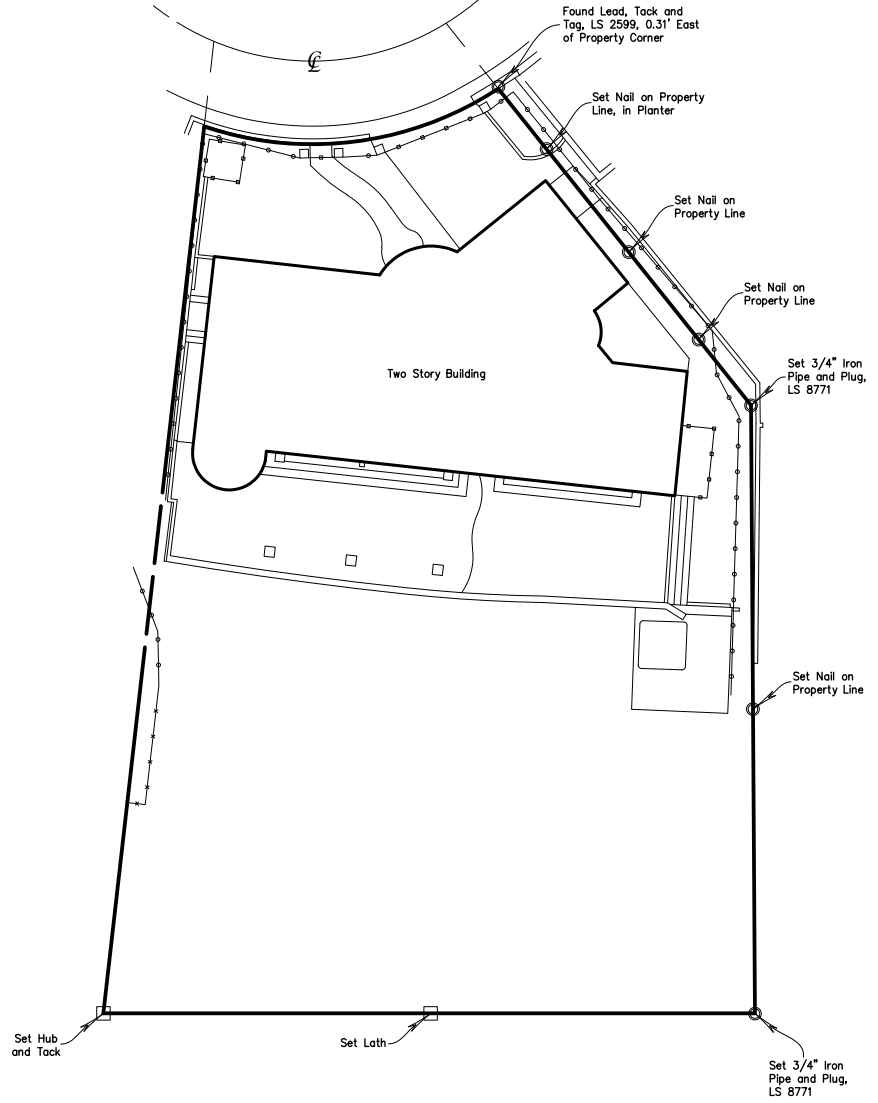 Found Lead, Tack and
Tag, LS 2599, 0.31' East
of Property Corner
℄
Set Nail on Property
Line, in Planter
Set Nail on
Property Line
Set Nail on
Property Line
Set 3/4" Iron
Pipe and Plug,
LS 8771
Two Story Building
Set Nail on
Property Line
Set Hub
and Tack
Set Lath
Set 3/4" Iron
Pipe and Plug,
LS 8771